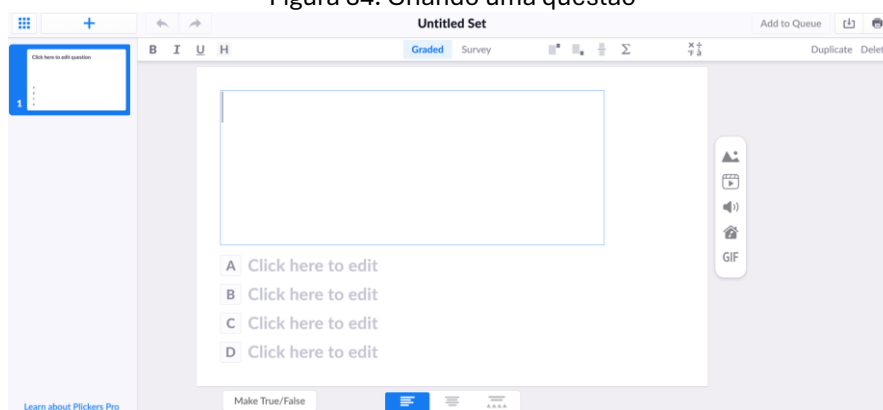 Figura 34: Criando uma questão
Untitled Set
Add to Queue
B I U H
Graded Survey
Duplicate Delet
Click here to edit question
1
A Click here to edit
B Click here to edit
C Click here to edit
D Click here to edit
GIF
Make True/False
Learn about Plickers Pro